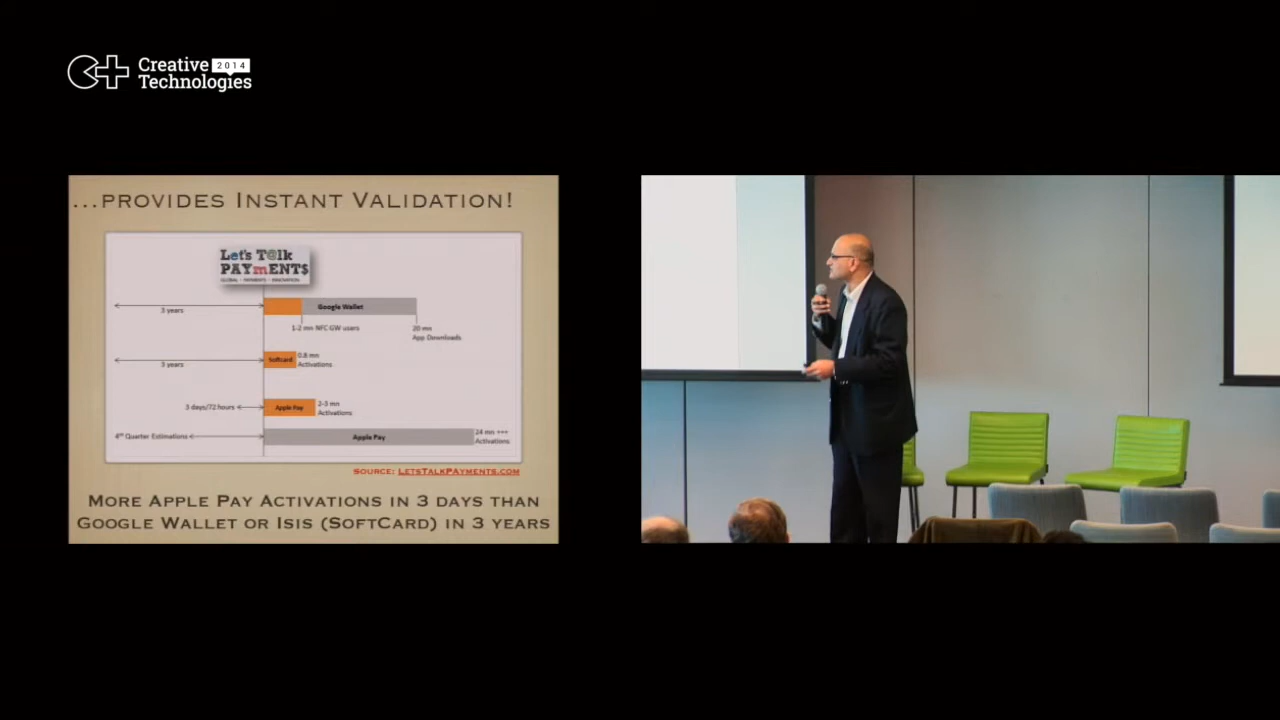 Creative 2014
Technologies
...PROVIDES INSTANT VALIDATION!
Let's T@lk
PAYmENT$
GLOBAL · PAYMENTS · INNOVATION
Google Wallet
3 years
1-2 mn NFC GW users
20 mn
App Downloads
Softcard
0.8 mn
Activations
3 years
3 days/72 hours
Apple Pay
2-3 mn
Activations
4th Quarter Estimations
Apple Pay
24 mn +++
Activations
SOURCE: LETSTALKPAYMENTS.COM
MORE APPLE PAY ACTIVATIONS IN 3 DAYS THAN
GOOGLE WALLET OR ISIS (SOFTCARD) IN 3 YEARS